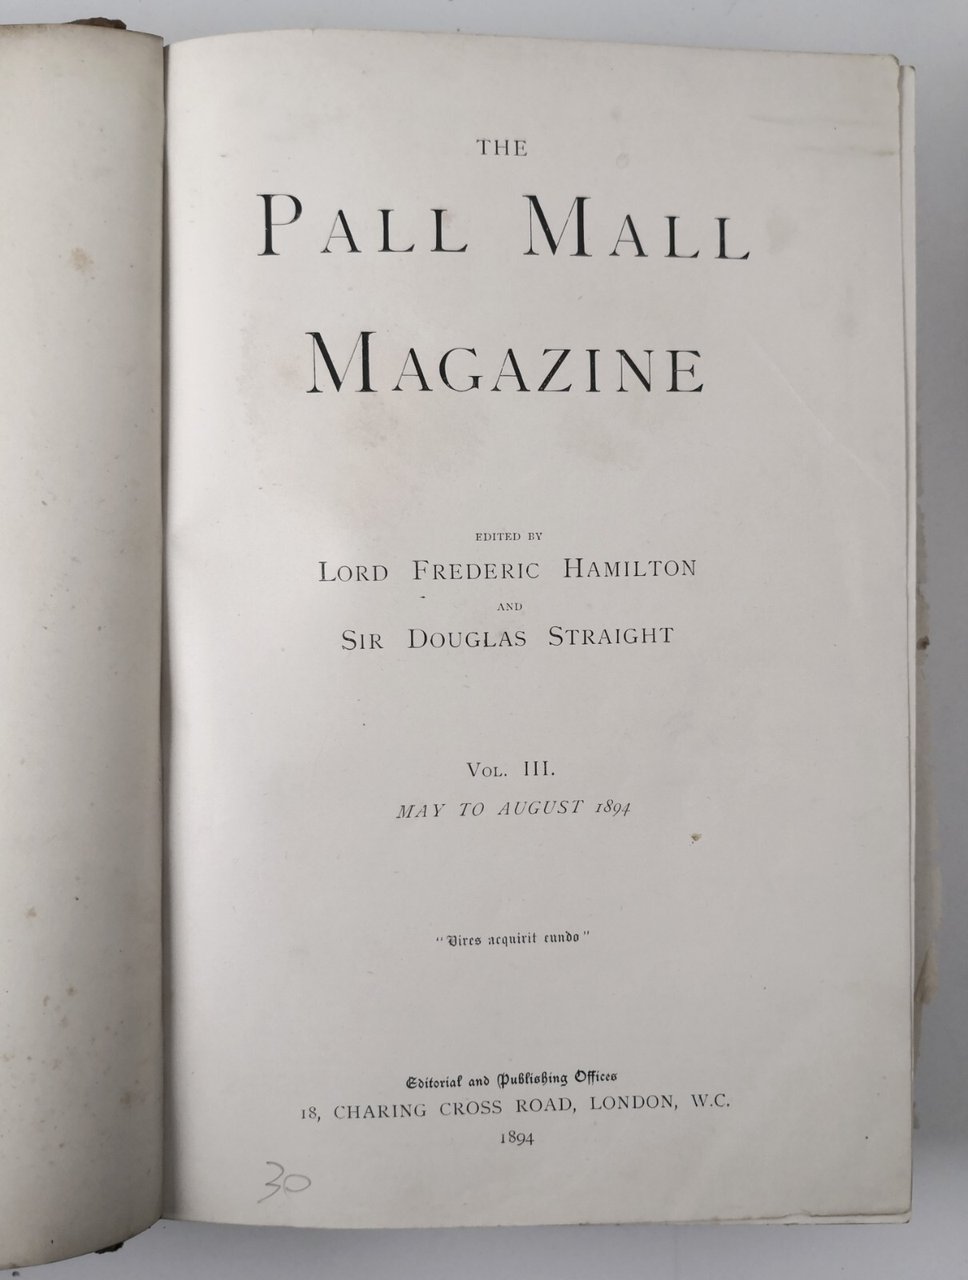 THE
PALL MALL
MAGAZINE
EDITED BY
LORD FREDERIC HAMILTON
AND
SIR DOUGLAS STRAIGHT
VOL. III.
MAY TO AUGUST 1894
"Vires acquirit eundo"
Editorial and Publishing Offices
18, CHARING CROSS ROAD, LONDON, W.C.
1894
30